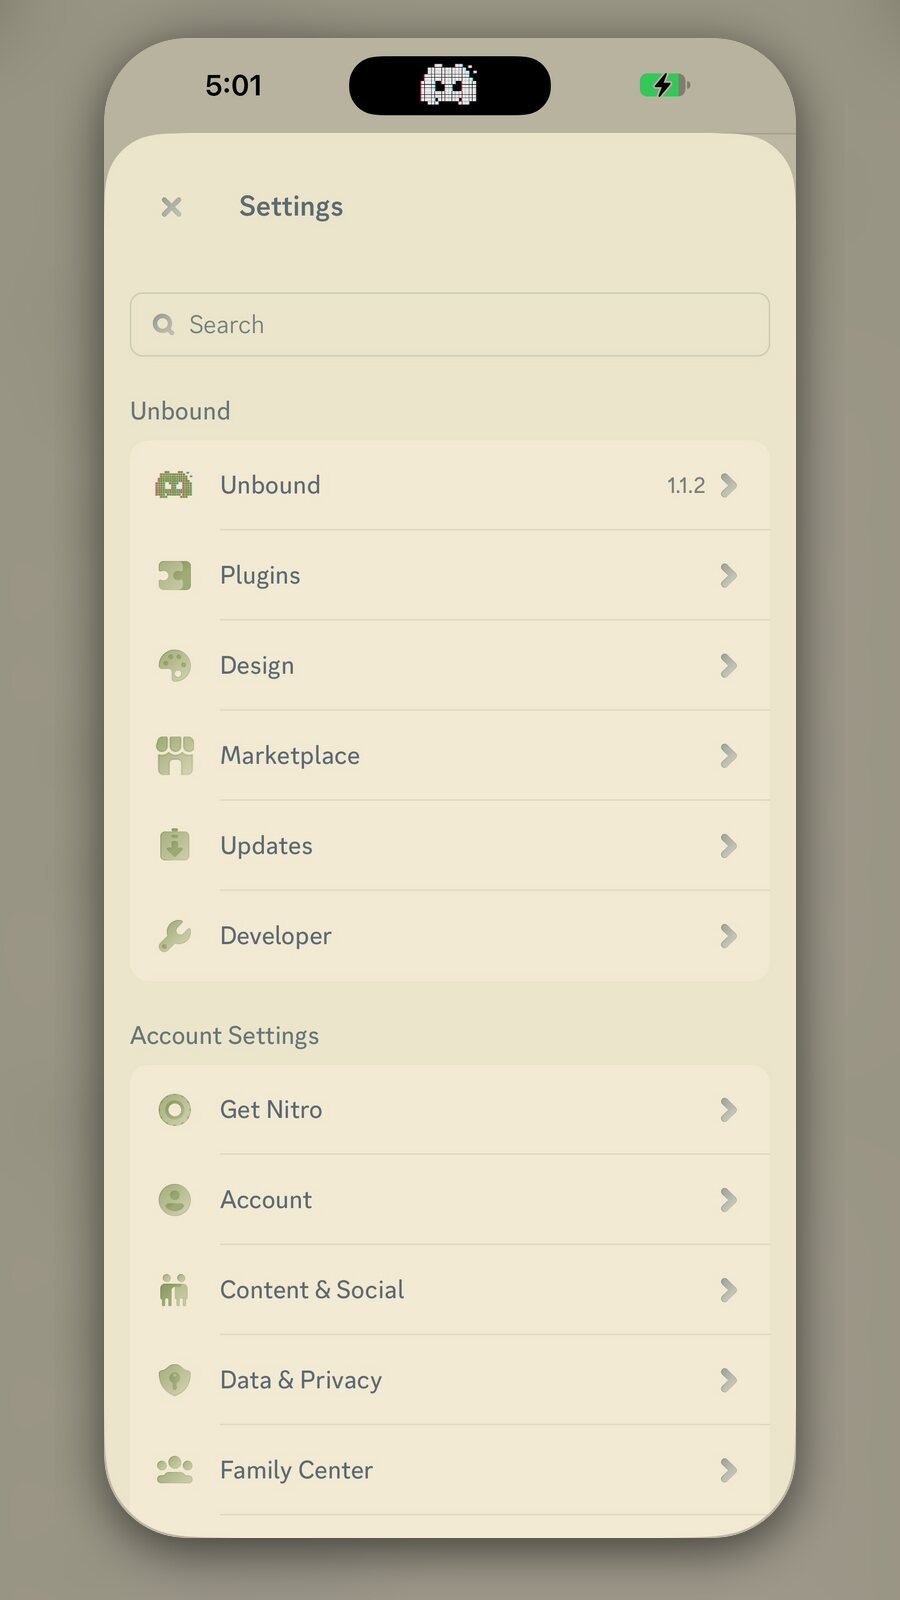 5:01
Settings
Search
Unbound
Unbound 1.1.2
Plugins
Design
Marketplace
Updates
Developer
Account Settings
Get Nitro
Account
Content & Social
Data & Privacy
Family Center